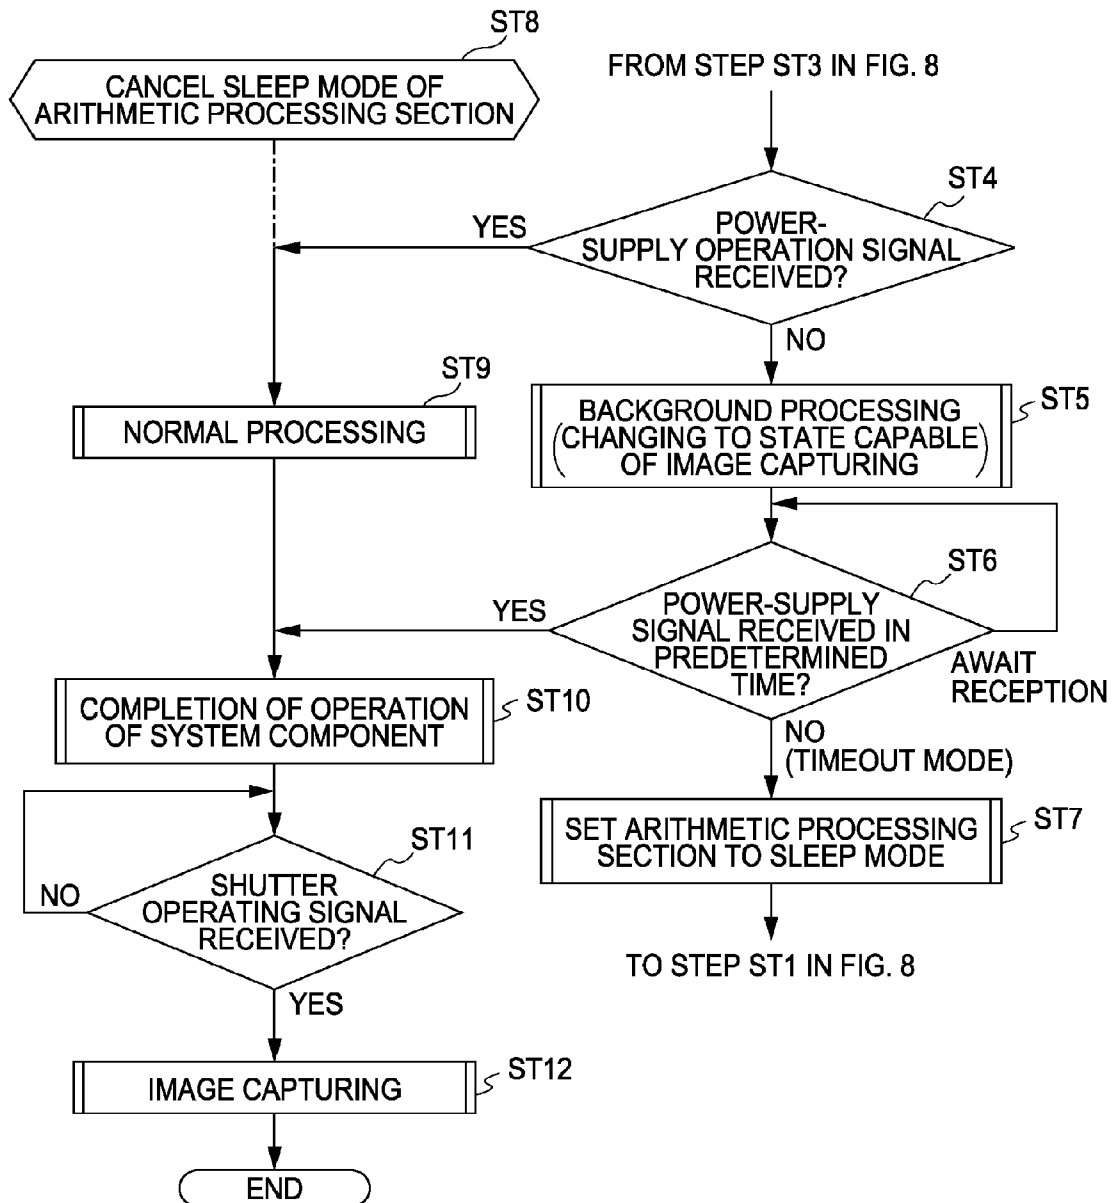 ST8
CANCEL SLEEP MODE OF
ARITHMETIC PROCESSING SECTION
FROM STEP ST3 IN FIG. 8
ST4
POWER-
SUPPLY OPERATION SIGNAL
RECEIVED?
YES
NO
ST9
NORMAL PROCESSING
ST5
BACKGROUND PROCESSING
(CHANGING TO STATE CAPABLE
OF IMAGE CAPTURING)
ST6
POWER-SUPPLY
SIGNAL RECEIVED IN
PREDETERMINED
TIME?
YES
AWAIT
RECEPTION
NO
(TIMEOUT MODE)
ST10
COMPLETION OF OPERATION
OF SYSTEM COMPONENT
ST7
SET ARITHMETIC PROCESSING
SECTION TO SLEEP MODE
TO STEP ST1 IN FIG. 8
ST11
SHUTTER
OPERATING SIGNAL
RECEIVED?
NO
YES
ST12
IMAGE CAPTURING
END